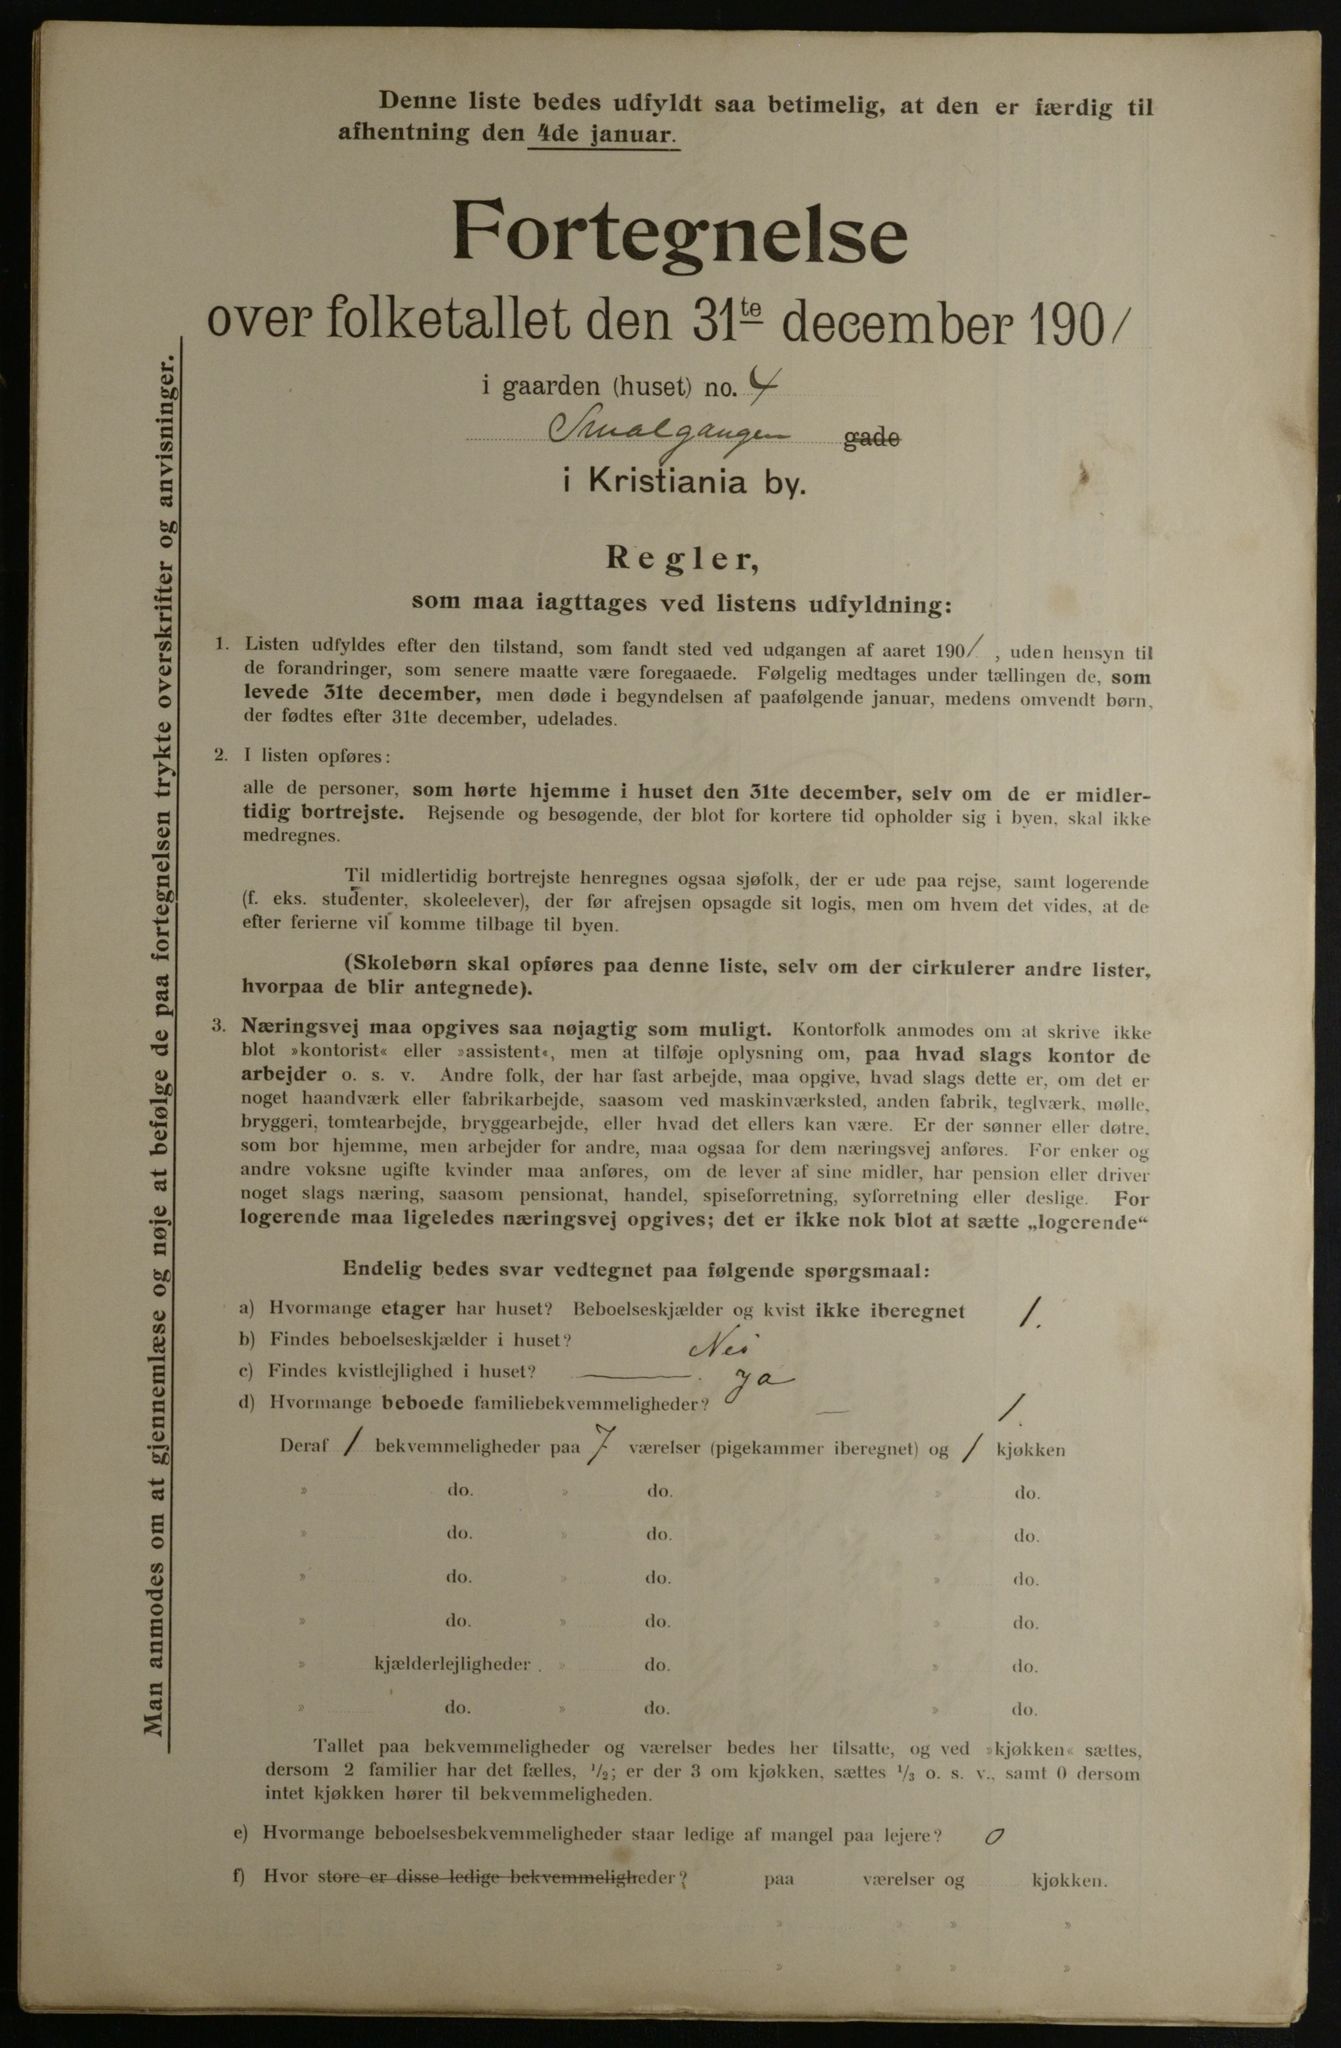 Denne liste bedes udfyldt saa betimelig, at den er færdig til
afhentning den 4de januar.
Fortegnelse
over folketallet den 31te december 1901
i gaarden (huset) no. 4
Smalgangen gade
i Kristiania by.
Regler,
som maa iagttages ved listens udfyldning:
1. Listen udfyldes efter den tilstand, som fandt sted ved udgangen af aaret 1901, uden hensyn til
de forandringer, som senere maatte være foregaaede. Følgelig medtages under tællingen de, som
levede 31te december, men døde i begyndelsen af paafølgende januar, medens omvendt børn,
der fødtes efter 31te december, udelades.
2. I listen opføres:
alle de personer, som hørte hjemme i huset den 31te december, selv om de er midler-
tidig bortrejste. Rejsende og besøgende, der blot for kortere tid opholder sig i byen, skal ikke
medregnes.
Til midlertidig bortrejste henregnes ogsaa sjøfolk, der er ude paa rejse, samt logerende
(f. eks. studenter, skoleelever), der før afrejsen opsagde sit logis, men om hvem det vides, at de
efter ferierne vil komme tilbage til byen.
(Skolebørn skal opføres paa denne liste, selv om der cirkulerer andre lister,
hvorpaa de blir antegnede).
3. Næringsvej maa opgives saa nøjagtig som muligt. Kontorfolk anmodes om at skrive ikke
blot »kontorist« eller »assistent«, men at tilføje oplysning om, paa hvad slags kontor de
arbejder o. s. v. Andre folk, der har fast arbejde, maa opgive, hvad slags dette er, om det er
noget haandværk eller fabrikarbejde, saasom ved maskinværksted, anden fabrik, teglværk, mølle,
bryggeri, tomtearbejde, bryggearbejde, eller hvad det ellers kan være. Er der sønner eller døtre,
som bor hjemme, men arbejder for andre, maa ogsaa for dem næringsvej anføres. For enker og
andre voksne ugifte kvinder maa anføres, om de lever af sine midler, har pension eller driver
noget slags næring, saasom pensionat, handel, spiseforretning, syforretning eller deslige. For
logerende maa ligeledes næringsvej opgives; det er ikke nok blot at sætte „logerende“
Endelig bedes svar vedtegnet paa følgende spørgsmaal:
a) Hvormange etager har huset? Beboelseskjælder og kvist ikke iberegnet 1.
b) Findes beboelseskjælder i huset? Nei
c) Findes kvistlejlighed i huset? Ja
d) Hvormange beboede familiebekvemmeligheder? 1.
Deraf 1 bekvemmeligheder paa 7 værelser (pigekammer iberegnet) og 1 kjøkken
» do. » do. » do.
» do. » do. » do.
» do. » do. » do.
» do. » do. » do.
» kjælderlejligheder » do. » do.
» do. » do. » do.
Tallet paa bekvemmeligheder og værelser bedes her tilsatte, og ved »kjøkken« sættes,
dersom 2 familier har det fælles, 1/2; er der 3 om kjøkken, sættes 1/3 o. s. v., samt 0 dersom
intet kjøkken hører til bekvemmeligheden.
e) Hvormange beboelsesbekvemmeligheder staar ledige af mangel paa lejere? 0
f) Hvor store er disse ledige bekvemmeligheder? paa værelser og kjøkken.
» » » »
» » » »
Man anmodes om at gjennemlæse og nøje at befølge de paa fortegnelsen trykte overskrifter og anvisninger.